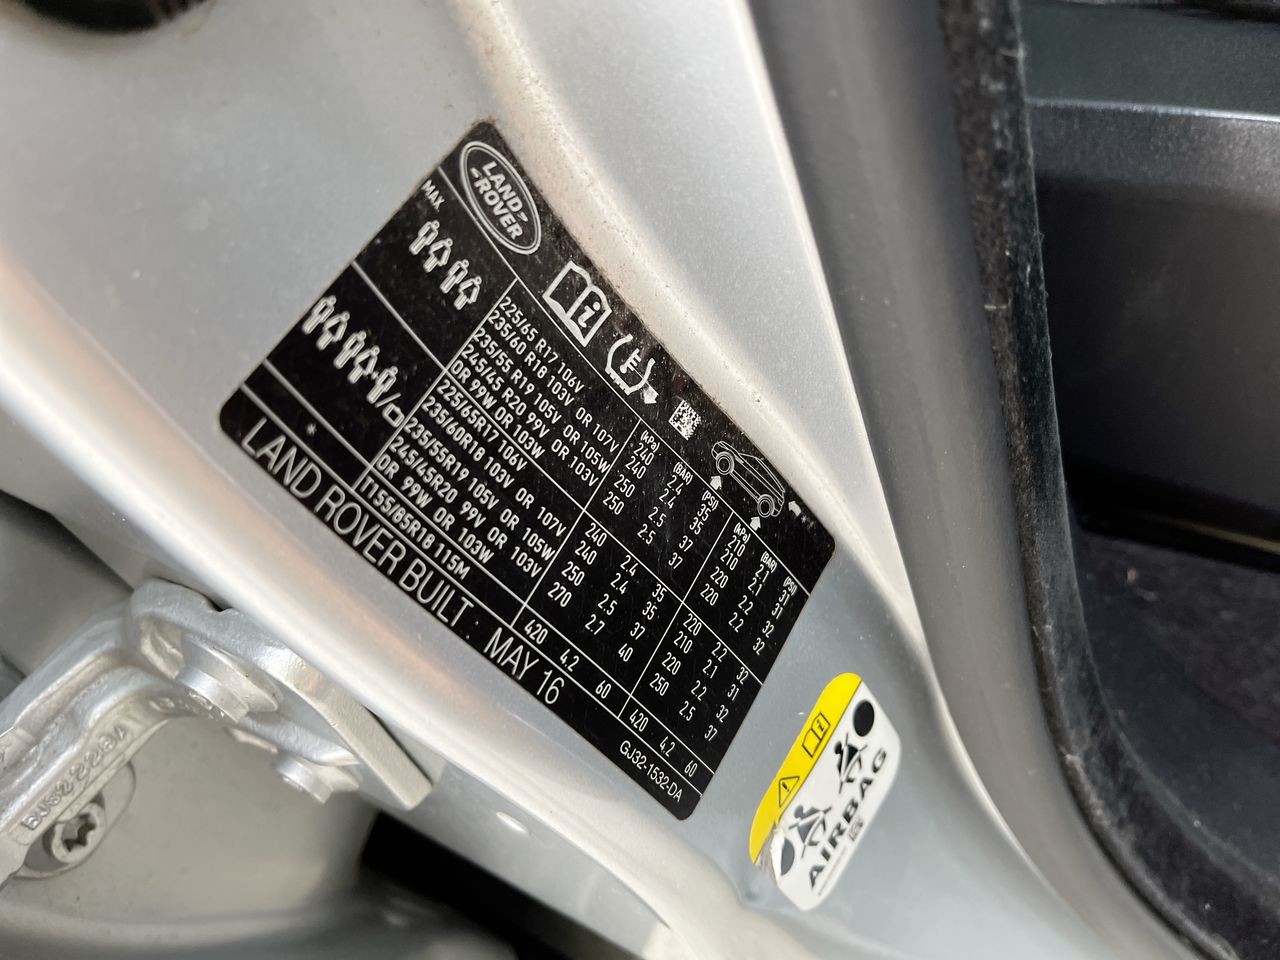 LAND-
-ROVER
MAX
(kPa) (BAR) (PSI) (kPa) (BAR) (PSI)
225/65 R17 106V 240 2.4 35 210 2.1 31
235/60 R18 103V OR 107V 240 2.4 35 210 2.1 31
235/55 R19 105V OR 105W 250 2.5 37 220 2.2 32
245/45 R20 99V OR 103V 250 2.5 37 220 2.2 32
OR 99W OR 103W
225/65R17 106V 240 2.4 35 220 2.2 32
235/60R18 103V OR 107V 240 2.4 35 210 2.1 31
235/55R19 105V OR 105W 250 2.5 37 220 2.2 32
245/45R20 99V OR 103V 270 2.7 40 250 2.5 37
OR 99W OR 103W
* T155/85R18 115M 420 4.2 60 420 4.2 60
LAND ROVER BUILT : MAY 16
GJ32-1532-DA
AIRBAG